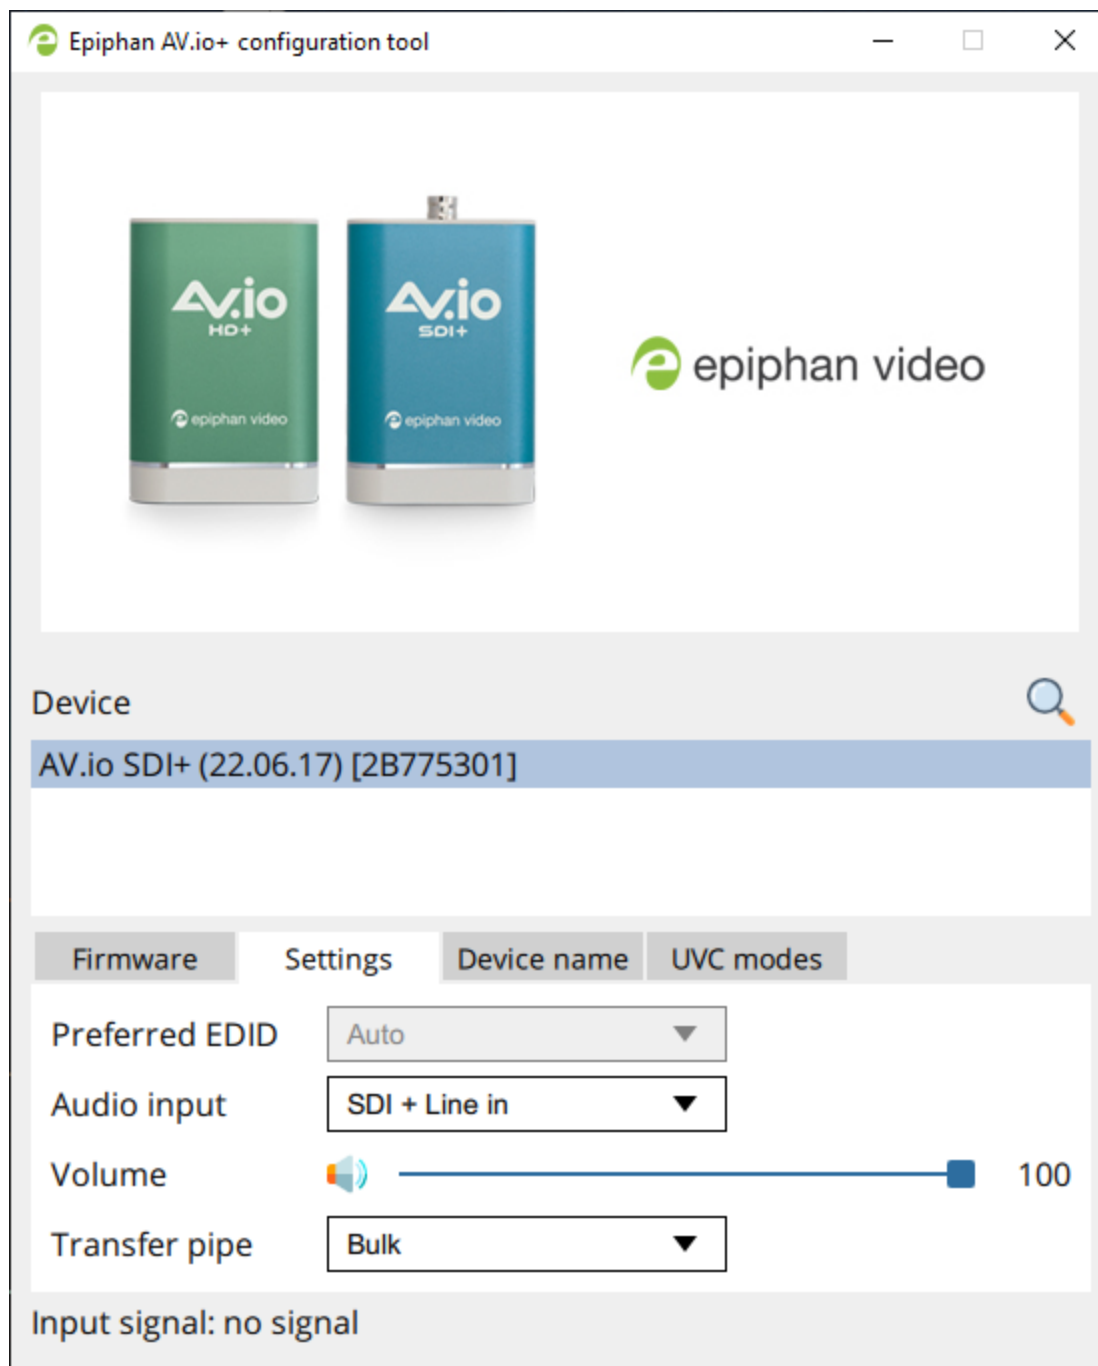 Epiphan AV.io+ configuration tool
AV.io AV.io
HD+ SDI+
epiphan video
epiphan video epiphan video
Device
AV.io SDI+ (22.06.17) [2B775301]
Firmware Settings Device name UVC modes
Preferred EDID Auto
Audio input SDI + Line in
Volume 100
Transfer pipe Bulk
Input signal: no signal